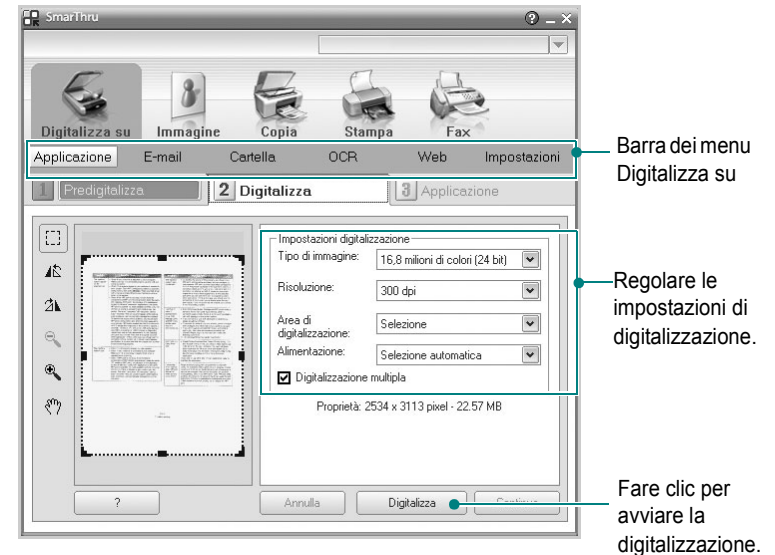 SmarThru
Digitalizza su
Immagine
Copia
Stampa
Fax
Applicazione
E-mail
Cartella
OCR
Web
Impostazioni
Barra dei menu
Digitalizza su
1 Predigitalizza
2 Digitalizza
3 Applicazione
Impostazioni digitalizzazione
Tipo di immagine:
16,8 milioni di colori (24 bit)
Risoluzione:
300 dpi
Area di
digitalizzazione:
Selezione
Alimentazione:
Selezione automatica
Digitalizzazione multipla
Proprietà: 2534 x 3113 pixel - 22.57 MB
Regolare le
impostazioni di
digitalizzazione.
?
Annulla
Digitalizza
Continua
Fare clic per
avviare la
digitalizzazione.